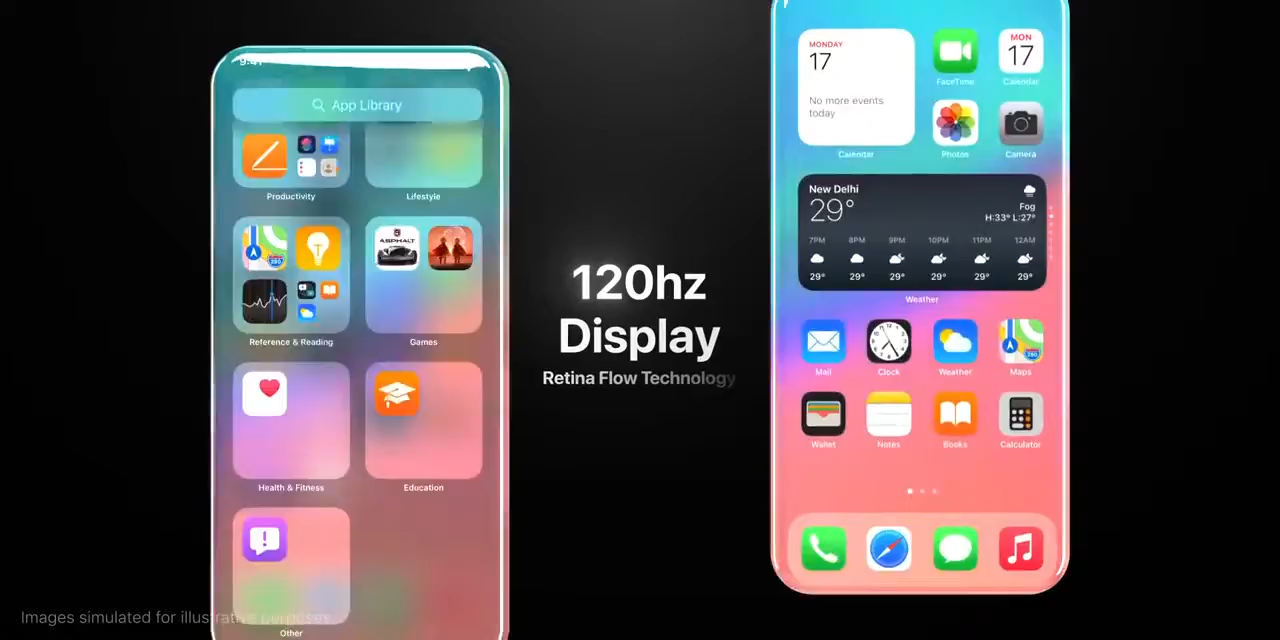 9:41
App Library
Productivity
Lifestyle
ASPHALT
280
Reference & Reading
Games
Health & Fitness
Education
Other
Images simulated for illustrative purposes
120hz
Display
Retina Flow Technology
MONDAY
17
No more events
today
Calendar
FaceTime
MON
17
Calendar
Photos
Camera
New Delhi
29°
Fog
H:33° L:27°
7PM 8PM 9PM 10PM 11PM 12AM
29° 29° 29° 29° 29° 29°
Weather
280
Mail Clock Weather Maps
Wallet Notes Books Calculator